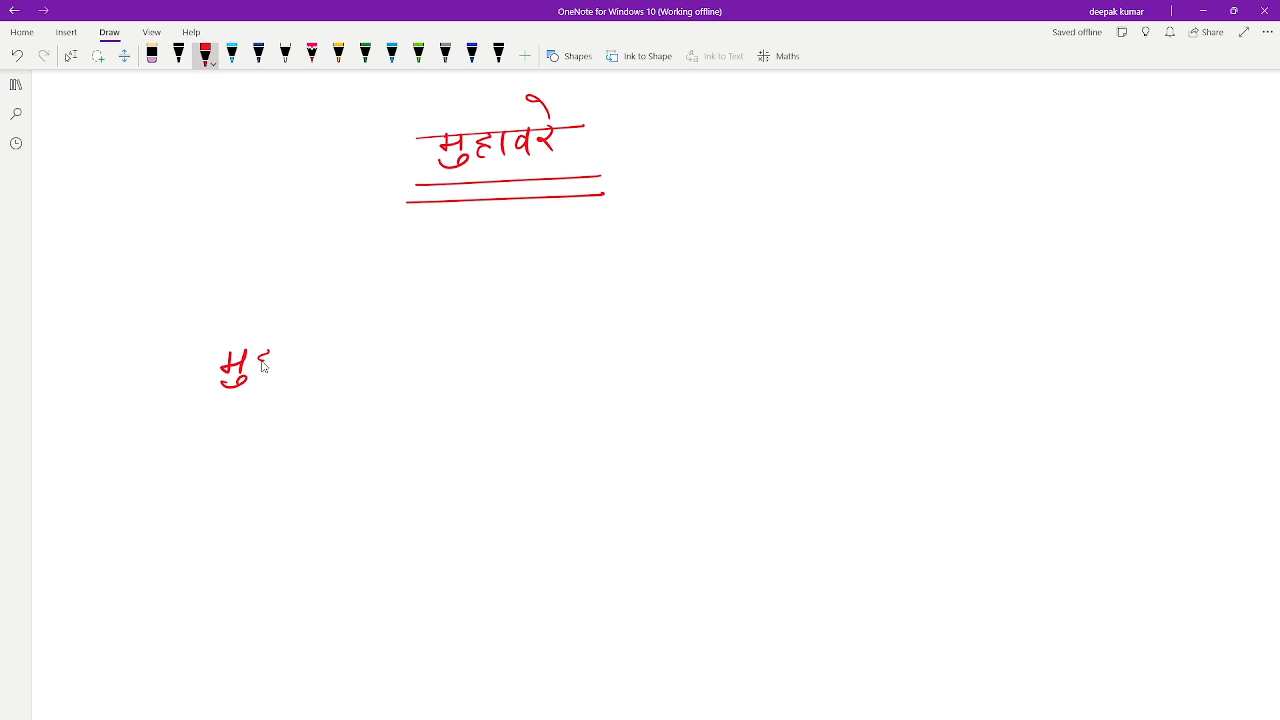 OneNote for Windows 10 (Working offline)
deepak kumar
Home Insert Draw View Help
Saved offline
Share
Shapes
Ink to Shape
Ink to Text
Maths
मुहावरे
मु